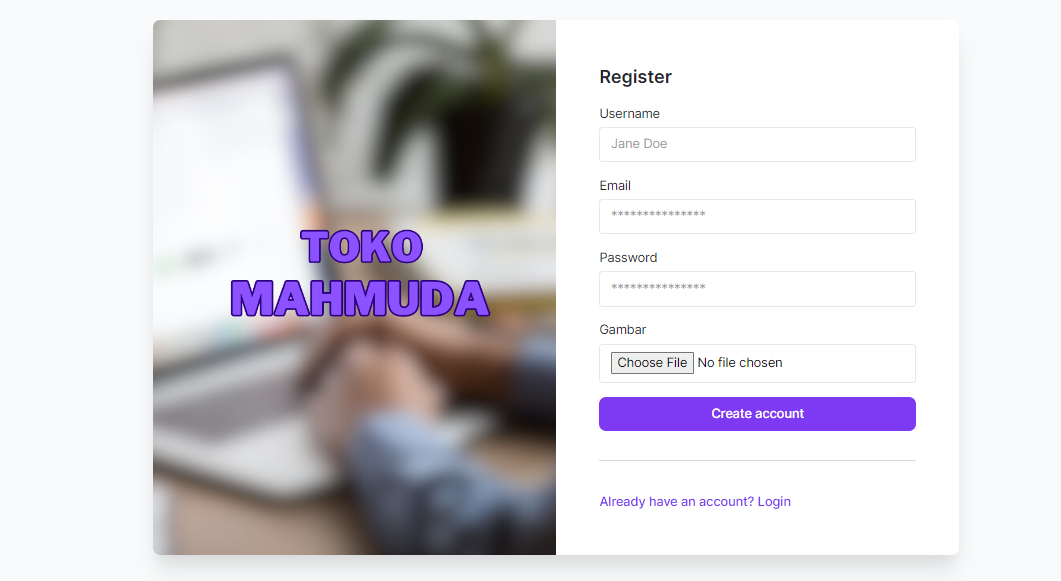 TOKO
MAHMUDA
Register
Username
Jane Doe
Email
***************
Password
***************
Gambar
Choose File No file chosen
Create account
Already have an account? Login